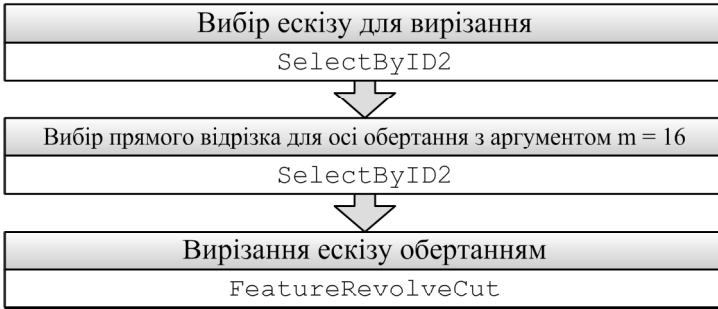 Вибір ескізу для вирізання
SelectByID2
Вибір прямого відрізка для осі обертання з аргументом m = 16
SelectByID2
Вирізання ескізу обертанням
FeatureRevolveCut